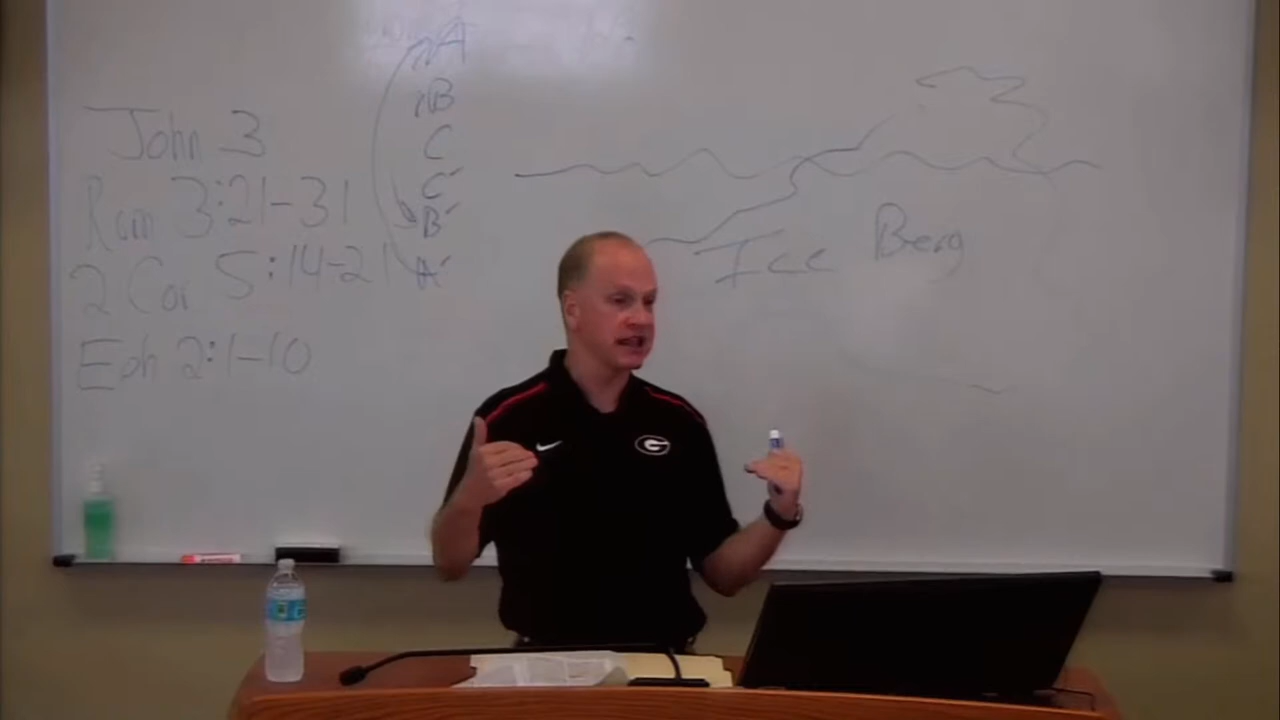 John 3
Rom 3:21-31
2 Cor 5:14-21
Eph 2:1-10
A
B
C
C'
B'
A'
Ice Berg
G